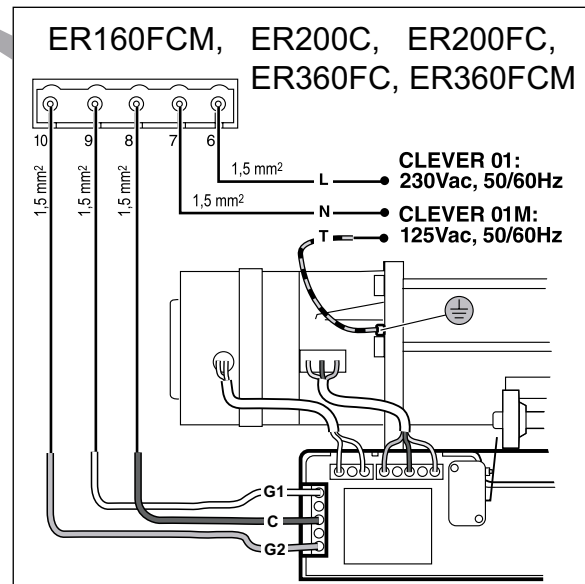 ER160FCM, ER200C, ER200FC,
ER360FC, ER360FCM
10 9 8 7 6
1,5 mm²
1,5 mm²
1,5 mm²
1,5 mm²
1,5 mm²
L
CLEVER 01:
230Vac, 50/60Hz
N
CLEVER 01M:
T
125Vac, 50/60Hz
G1
C
G2